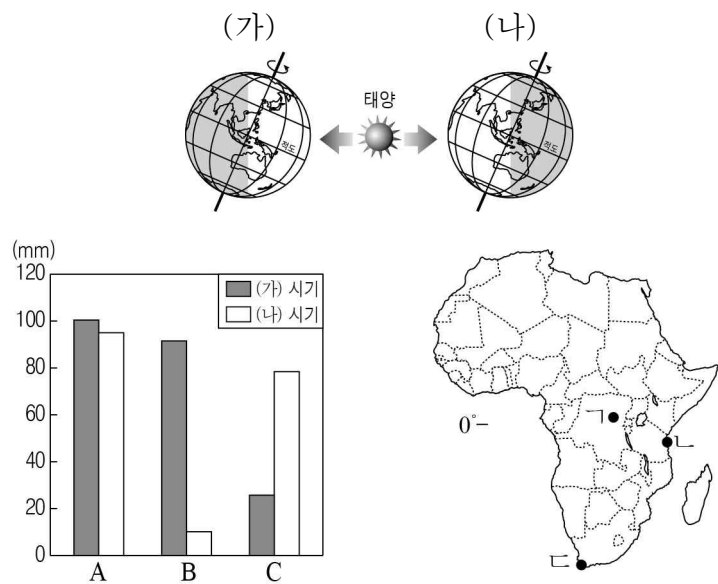 (가) (나)
태양
적도 적도
(mm)
120
100
80
60
40
20
0
(가) 시기
(나) 시기
A B C
0°
ㄱ
ㄴ
ㄷ